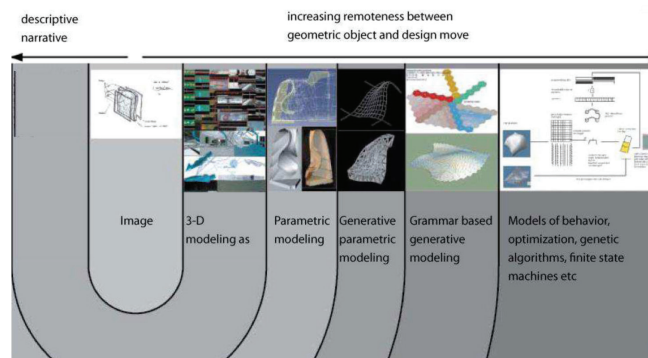 descriptive
narrative
increasing remoteness between
geometric object and design move
Image
3-D
modeling as
Parametric
modeling
Generative
parametric
modeling
Grammar based
generative
modeling
Models of behavior,
optimization, genetic
algorithms, finite state
machines etc